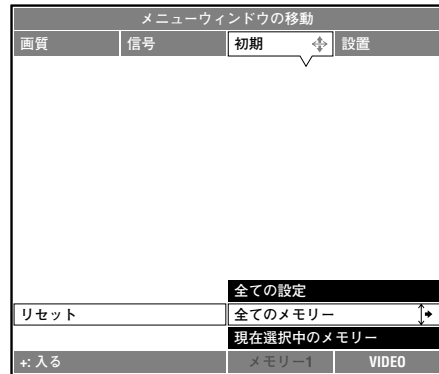 メニューウィンドウの移動
画質 信号 初期 設置
全ての設定
リセット 全てのメモリー
現在選択中のメモリー
+: 入る メモリー1 VIDEO